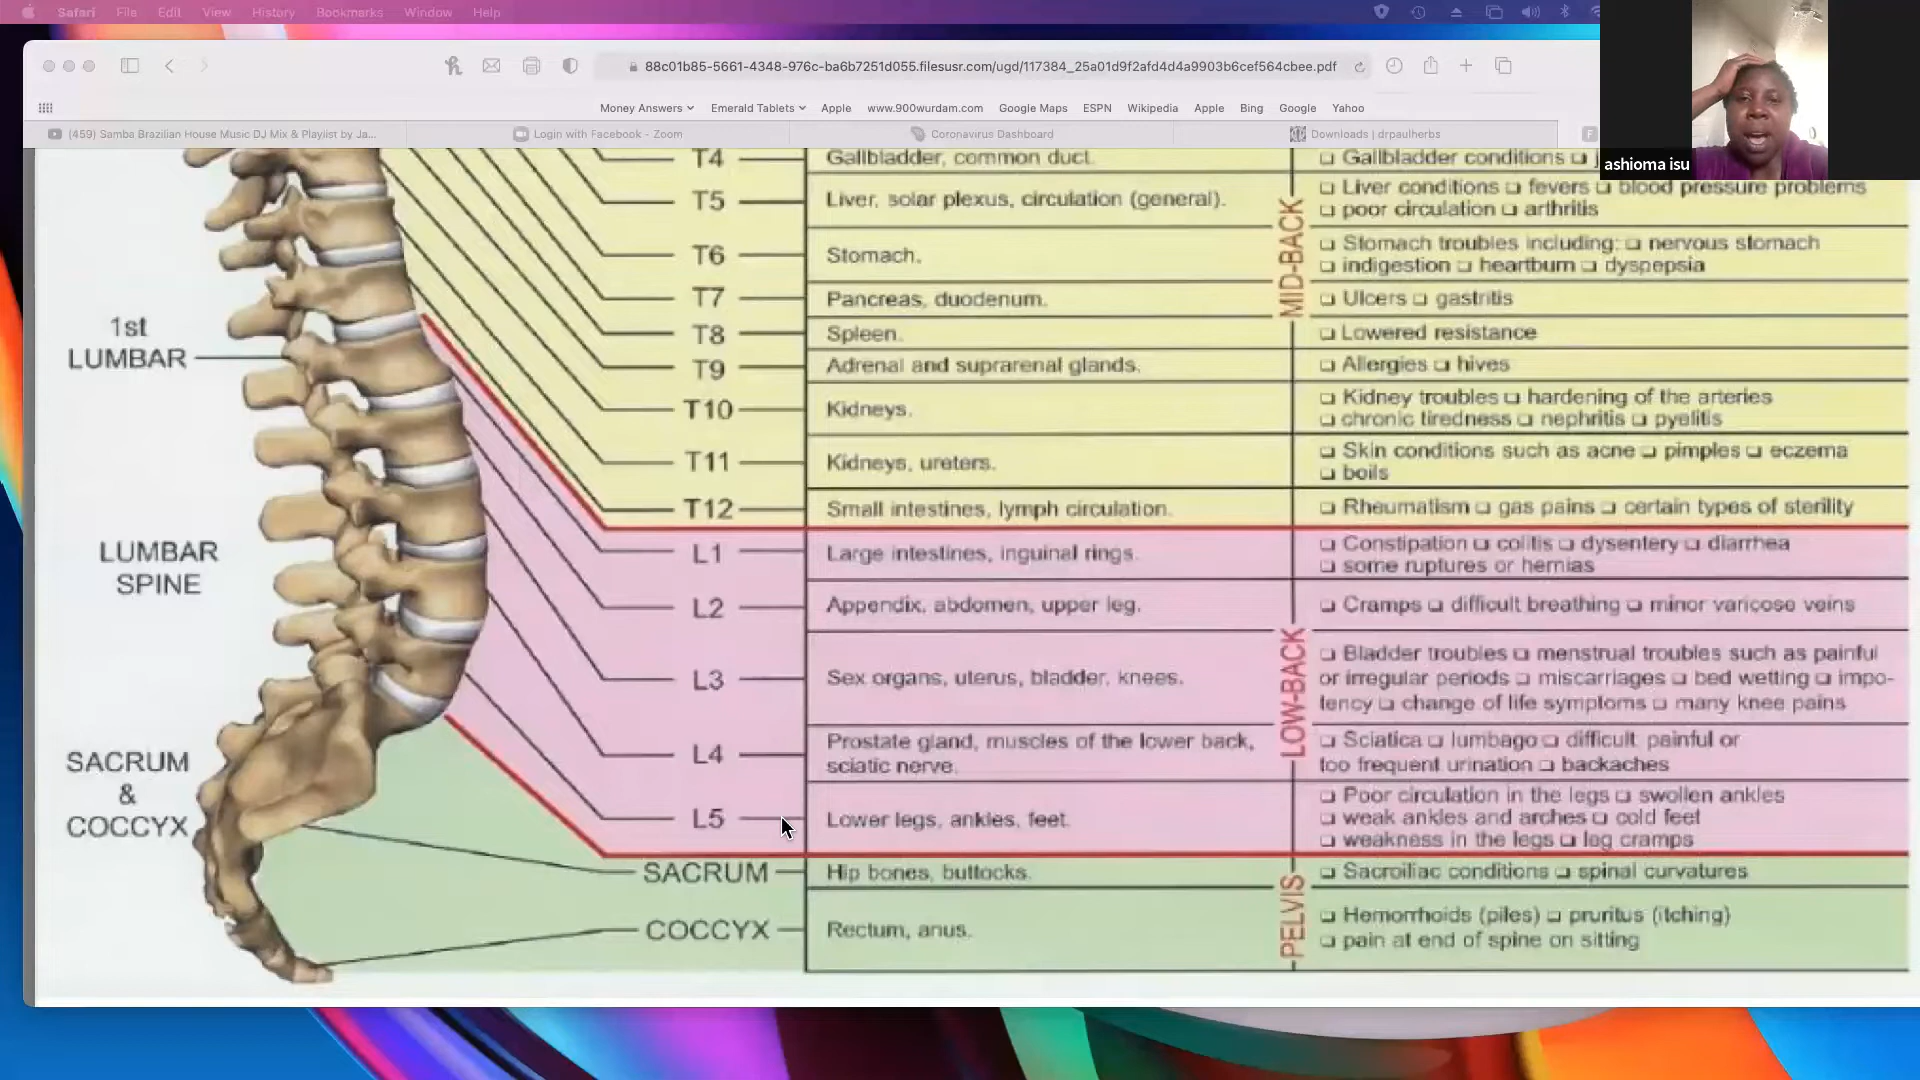 Safari File Edit View History Bookmarks Window Help
88c01b85-5661-4348-976c-ba6b7251d055.filesusr.com/ugd/117384_25a01d9f2afd4d4a9903b6cef564cbee.pdf
Money Answers Emerald Tablets Apple www.900wurdam.com Google Maps ESPN Wikipedia Apple Bing Google Yahoo
(459) Samba Brazilian House Music DJ Mix & Playlist by Ja... Login with Facebook - Zoom Coronavirus Dashboard Downloads | drpaulherbs
ashioma isu
1st
LUMBAR
LUMBAR
SPINE
SACRUM
&
COCCYX
T4 Gallbladder, common duct. ❏ Gallbladder conditions ❏
T5 Liver, solar plexus, circulation (general). ❏ Liver conditions ❏ fevers ❏ blood pressure problems
❏ poor circulation ❏ arthritis
MID-BACK
T6 Stomach. ❏ Stomach troubles including: ❏ nervous stomach
❏ indigestion ❏ heartburn ❏ dyspepsia
T7 Pancreas, duodenum. ❏ Ulcers ❏ gastritis
T8 Spleen. ❏ Lowered resistance
T9 Adrenal and suprarenal glands. ❏ Allergies ❏ hives
T10 Kidneys. ❏ Kidney troubles ❏ hardening of the arteries
❏ chronic tiredness ❏ nephritis ❏ pyelitis
T11 Kidneys, ureters. ❏ Skin conditions such as acne ❏ pimples ❏ eczema
❏ boils
T12 Small intestines, lymph circulation. ❏ Rheumatism ❏ gas pains ❏ certain types of sterility
L1 Large intestines, inguinal rings. ❏ Constipation ❏ colitis ❏ dysentery ❏ diarrhea
❏ some ruptures or hernias
L2 Appendix, abdomen, upper leg. ❏ Cramps ❏ difficult breathing ❏ minor varicose veins
LOW-BACK
L3 Sex organs, uterus, bladder, knees. ❏ Bladder troubles ❏ menstrual troubles such as painful
or irregular periods ❏ miscarriages ❏ bed wetting ❏ impo-
tency ❏ change of life symptoms ❏ many knee pains
L4 Prostate gland, muscles of the lower back, ❏ Sciatica ❏ lumbago ❏ difficult, painful or
sciatic nerve. too frequent urination ❏ backaches
L5 Lower legs, ankles, feet. ❏ Poor circulation in the legs ❏ swollen ankles
❏ weak ankles and arches ❏ cold feet
❏ weakness in the legs ❏ leg cramps
SACRUM Hip bones, buttocks. ❏ Sacroiliac conditions ❏ spinal curvatures
PELVIS
COCCYX Rectum, anus. ❏ Hemorrhoids (piles) ❏ pruritus (itching)
❏ pain at end of spine on sitting